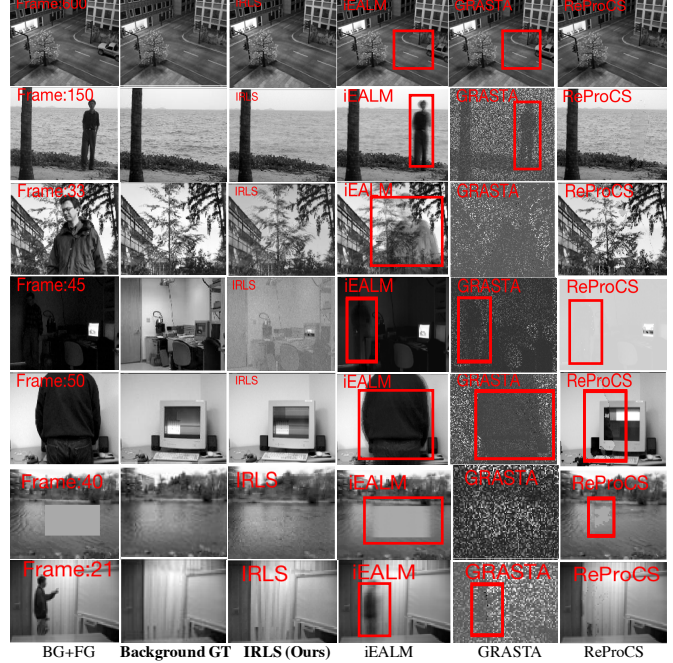 Frame:890 IRLS iEALM GRASTA ReProCS
Frame:150 IRLS iEALM GRASTA ReProCS
Frame:33 IRLS iEALM GRASTA ReProCS
Frame:45 IRLS iEALM GRASTA ReProCS
Frame:50 IRLS iEALM GRASTA ReProCS
Frame:40 IRLS iEALM GRASTA ReProCS
Frame:21 IRLS iEALM GRASTA ReProCS
BG+FG Background GT IRLS (Ours) iEALM GRASTA ReProCS